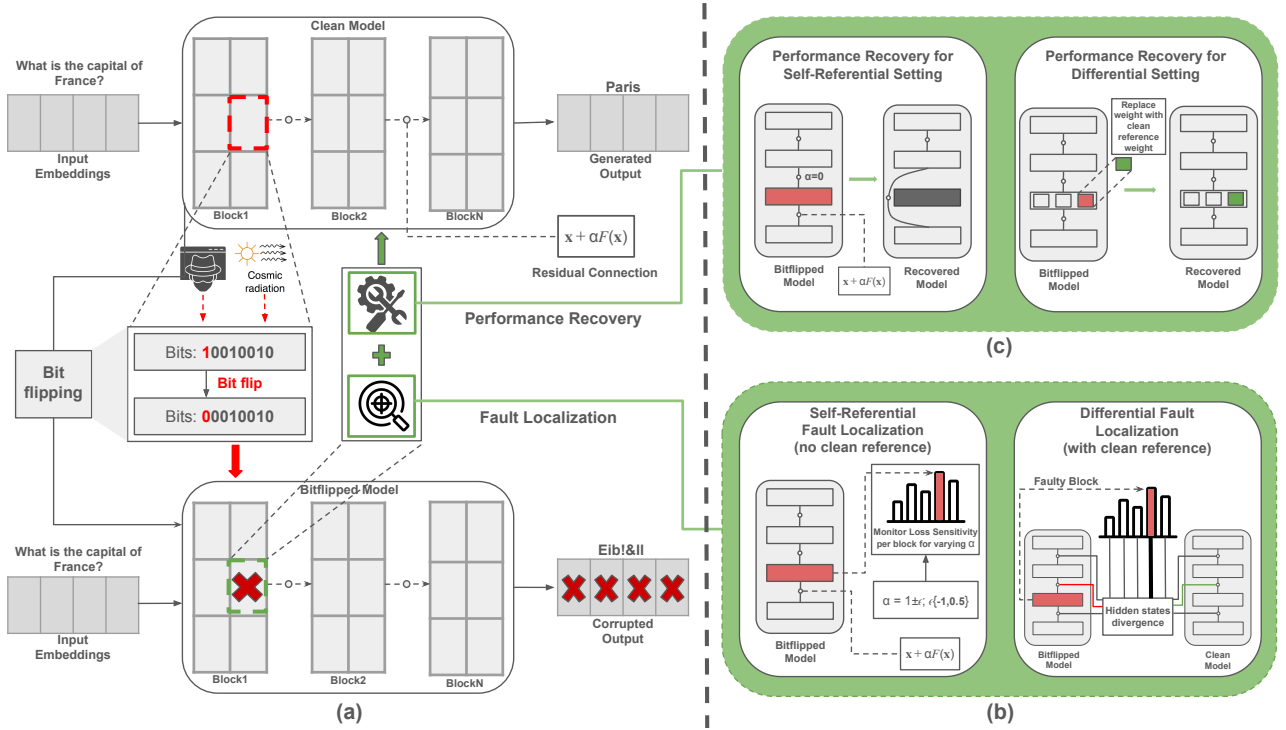 Clean Model
What is the capital of
France?
Input
Embeddings
Block1
Block2
BlockN
Paris
Generated
Output
x + αF(x)
Residual Connection
Cosmic
radiation
Bit
flipping
Bits: 10010010
Bit flip
Bits: 00010010
Performance Recovery
Fault Localization
Bitflipped Model
What is the capital of
France?
Input
Embeddings
Block1
Block2
BlockN
Eib!&II
Corrupted
Output
(a)
Performance Recovery for
Self-Referential Setting
α=0
Bitflipped
Model
x + αF(x)
Recovered
Model
Performance Recovery for
Differential Setting
Replace
weight with
clean
reference
weight
Bitflipped
Model
Recovered
Model
(c)
Self-Referential
Fault Localization
(no clean reference)
Monitor Loss Sensitivity
per block for varying α
α = 1±ϵ; ϵ{-1,0.5}
Bitflipped
Model
x + αF(x)
Differential Fault
Localization
(with clean reference)
Faulty Block
Hidden states
divergence
Bitflipped
Model
Clean
Model
(b)